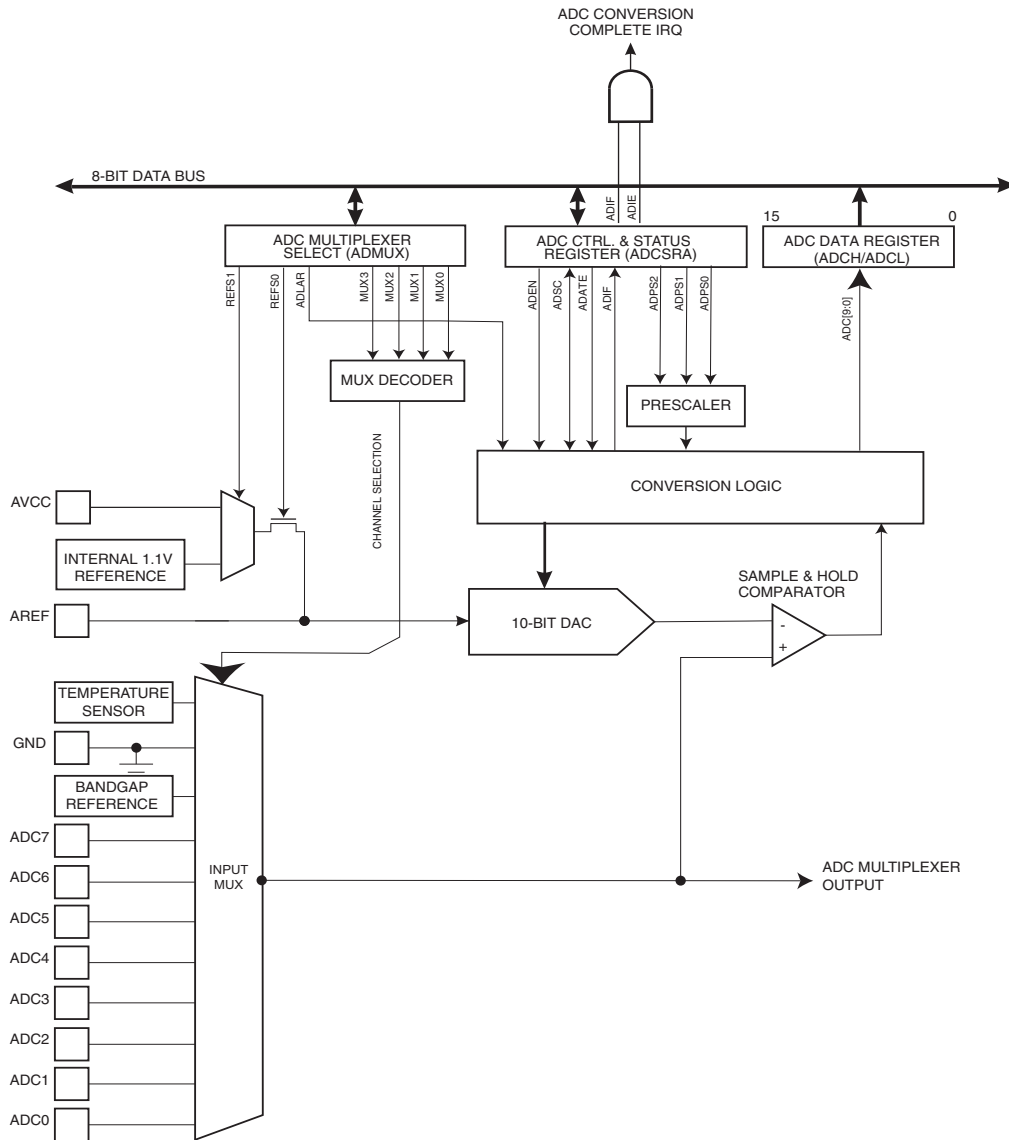 ADC CONVERSION
COMPLETE IRQ
8-BIT DATA BUS
ADIF
ADIE
15
0
ADC MULTIPLEXER
SELECT (ADMUX)
ADC CTRL. & STATUS
REGISTER (ADCSRA)
ADC DATA REGISTER
(ADCH/ADCL)
REFS1
REFS0
ADLAR
MUX3
MUX2
MUX1
MUX0
ADEN
ADSC
ADATE
ADIF
ADPS2
ADPS1
ADPS0
ADC[9:0]
MUX DECODER
PRESCALER
CHANNEL SELECTION
CONVERSION LOGIC
AVCC
INTERNAL 1.1V
REFERENCE
SAMPLE & HOLD
COMPARATOR
AREF
10-BIT DAC
-
+
TEMPERATURE
SENSOR
GND
BANDGAP
REFERENCE
ADC7
ADC6
ADC5
ADC4
ADC3
ADC2
ADC1
ADC0
INPUT
MUX
ADC MULTIPLEXER
OUTPUT